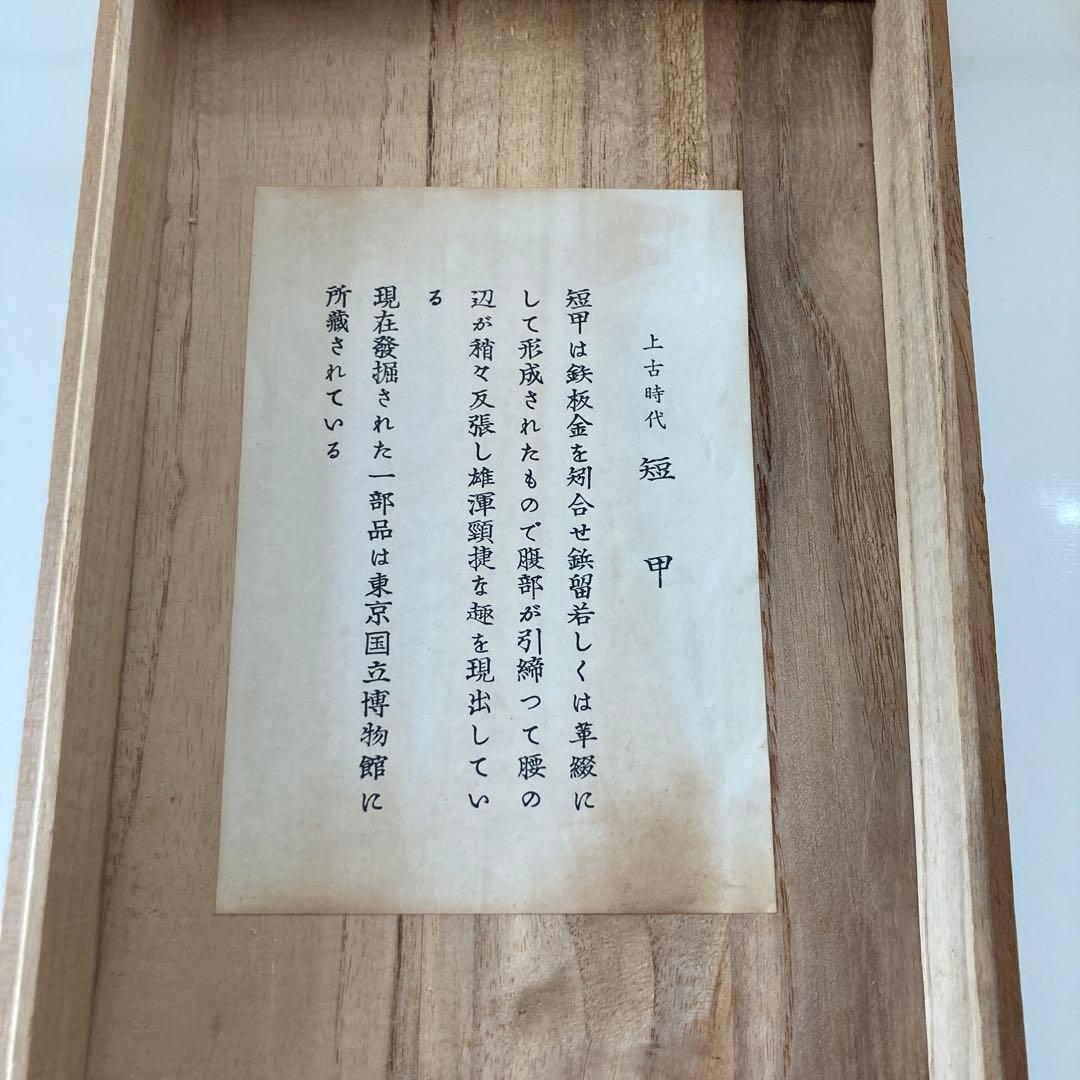 上古時代 短甲
短甲は鉄板金を矧合せ鋲留若しくは革綴に
して形成されたもので腹部が引締つて腰の
辺が稍々反張し雄渾頸捷な趣を現出してい
る
現在發掘された一部品は東京国立博物館に
所藏されている